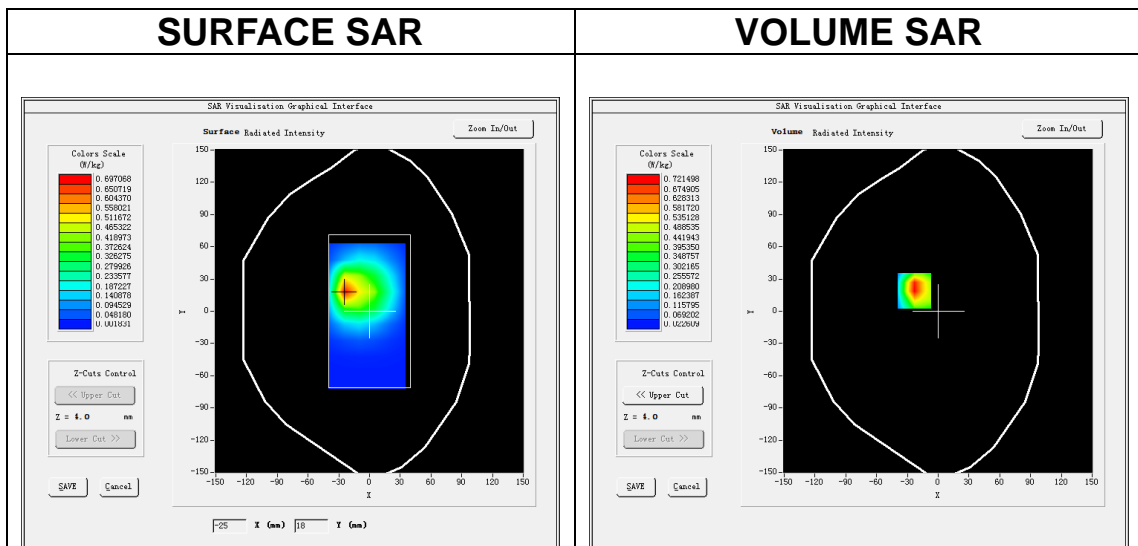 SURFACE SAR
VOLUME SAR
SAR Visualisation Graphical Interface
Surface Radiated Intensity
Zoom In/Out
Colors Scale
(W/kg)
0.697068
0.650719
0.604370
0.558021
0.511672
0.465322
0.418973
0.372624
0.326275
0.279926
0.233577
0.187227
0.140878
0.094529
0.048180
0.001831
150
120
90
60
30
0
-30
-60
-90
-120
-150
Y
-150 -120 -90 -60 -30 0 30 60 90 120 150
X
Z-Cuts Control
<< Upper Cut
Z = 4.0 mm
Lower Cut >>
SAVE Cancel
-25 X (mm) 18 Y (mm)
SAR Visualisation Graphical Interface
Volume Radiated Intensity
Zoom In/Out
Colors Scale
(W/kg)
0.721498
0.674905
0.628313
0.581720
0.535128
0.488535
0.441943
0.395350
0.348757
0.302165
0.255572
0.208980
0.162387
0.115795
0.069202
0.022609
150
120
90
60
30
0
-30
-60
-90
-120
-150
Y
-150 -120 -90 -60 -30 0 30 60 90 120 150
X
Z-Cuts Control
<< Upper Cut
Z = 4.0 mm
Lower Cut >>
SAVE Cancel